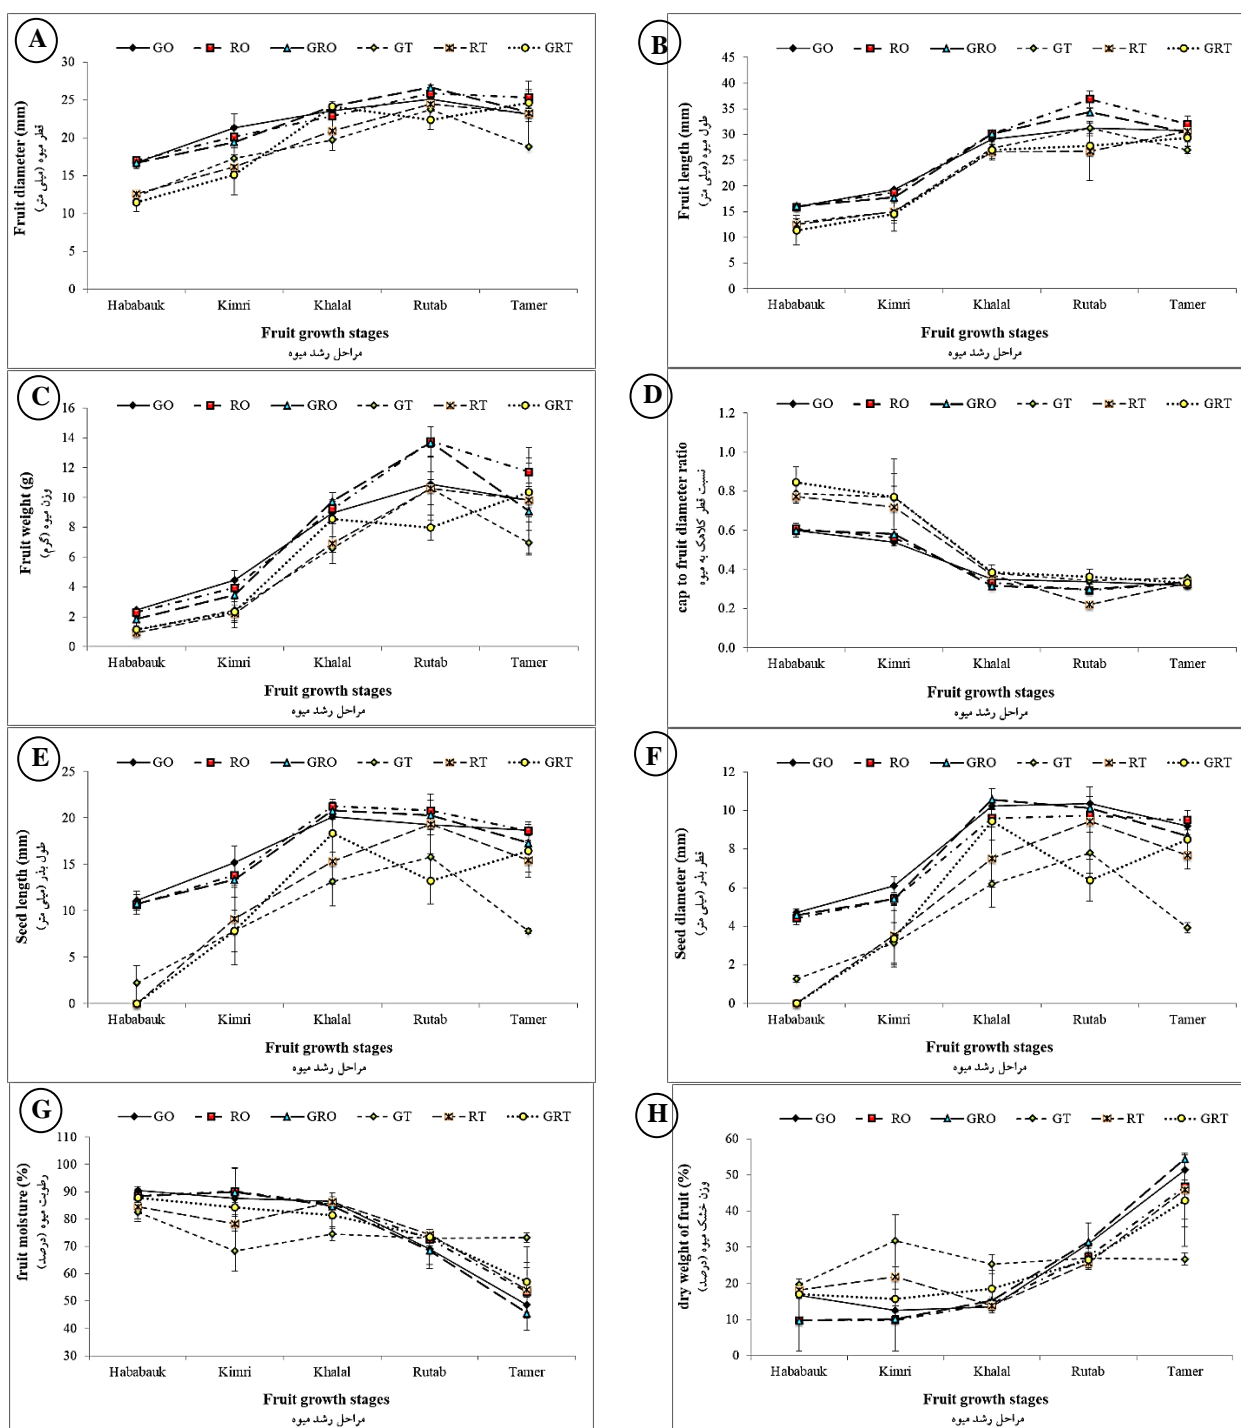 A
GO RO GRO GT RT GRT
Fruit diameter (mm)
قطر میوه (میلی متر)
30
25
20
15
10
5
0
Hababauk Kimri Khalal Rutab Tamer
Fruit growth stages
مراحل رشد میوه
B
GO RO GRO GT RT GRT
Fruit length (mm)
طول میوه (میلی متر)
45
40
35
30
25
20
15
10
5
0
Hababauk Kimri Khalal Rutab Tamer
Fruit growth stages
مراحل رشد میوه
C
GO RO GRO GT RT GRT
Fruit weight (g)
وزن میوه (گرم)
16
14
12
10
8
6
4
2
0
Hababauk Kimri Khalal Rutab Tamer
Fruit growth stages
مراحل رشد میوه
D
GO RO GRO GT RT GRT
cap to fruit diameter ratio
نسبت قطر کلاهک به میوه
1.2
1.0
0.8
0.6
0.4
0.2
0.0
Hababauk Kimri Khalal Rutab Tamer
Fruit growth stages
مراحل رشد میوه
E
GO RO GRO GT RT GRT
Seed length (mm)
طول بذر (میلی متر)
25
20
15
10
5
0
Hababauk Kimri Khalal Rutab Tamer
Fruit growth stages
مراحل رشد میوه
F
GO RO GRO GT RT GRT
Seed diameter (mm)
قطر بذر (میلی متر)
12
10
8
6
4
2
0
Hababauk Kimri Khalal Rutab Tamer
Fruit growth stages
مراحل رشد میوه
G
GO RO GRO GT RT GRT
fruit moisture (%)
رطوبت میوه (درصد)
110
100
90
80
70
60
50
40
30
Hababauk Kimri Khalal Rutab Tamer
Fruit growth stages
مراحل رشد میوه
H
GO RO GRO GT RT GRT
dry weight of fruit (%)
وزن خشک میوه (درصد)
60
50
40
30
20
10
0
Hababauk Kimri Khalal Rutab Tamer
Fruit growth stages
مراحل رشد میوه